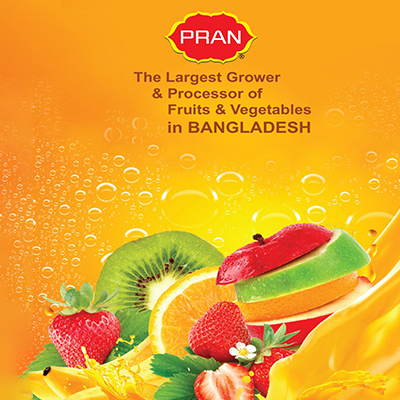 PRAN
®
The Largest Grower
& Processor of
Fruits & Vegetables
in BANGLADESH